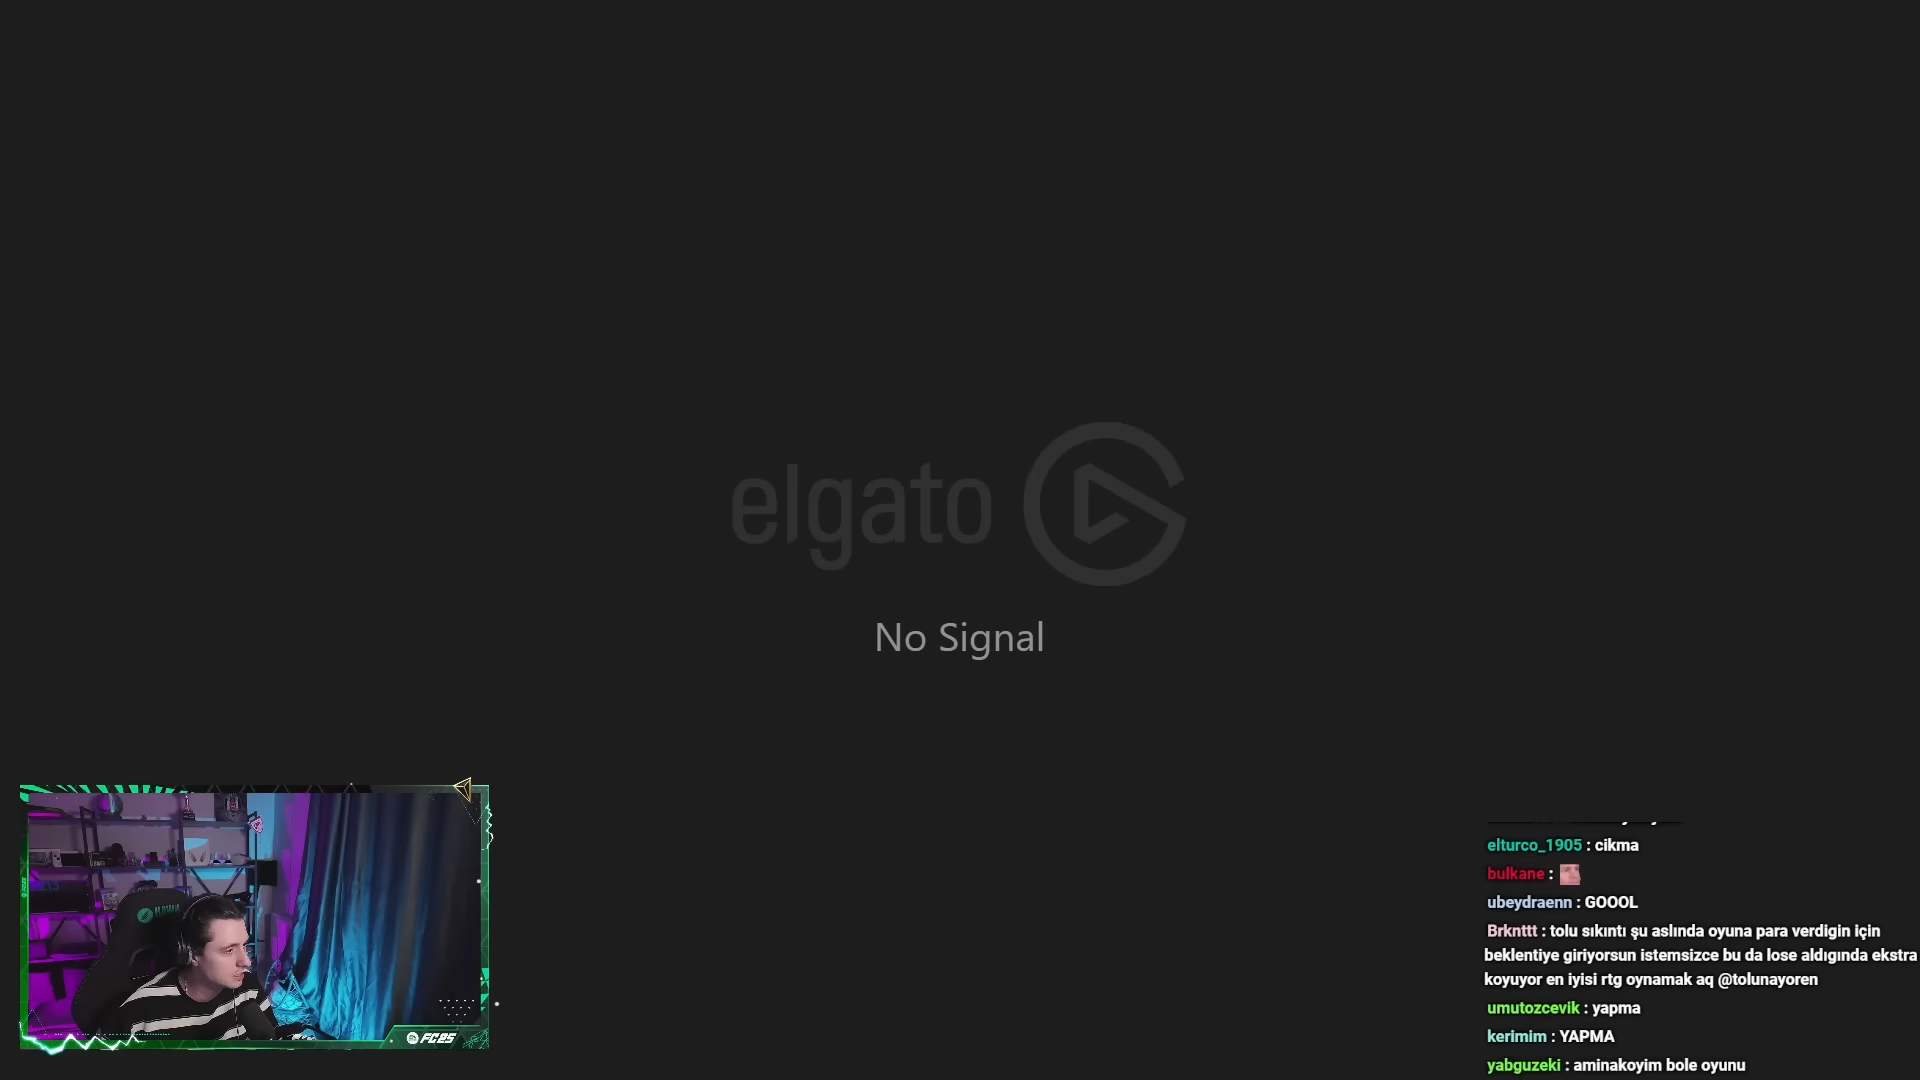 elgato
No Signal
FC25
elturco_1905 : cikma
bulkane :
ubeydraenn : GOOOL
Brknttt : tolu sıkıntı şu aslında oyuna para verdigin için
beklentiye giriyorsun istemsizce bu da lose aldıgında ekstra
koyuyor en iyisi rtg oynamak aq @tolunayoren
umutozcevik : yapma
kerimim : YAPMA
yabguzeki : aminakoyim bole oyunu